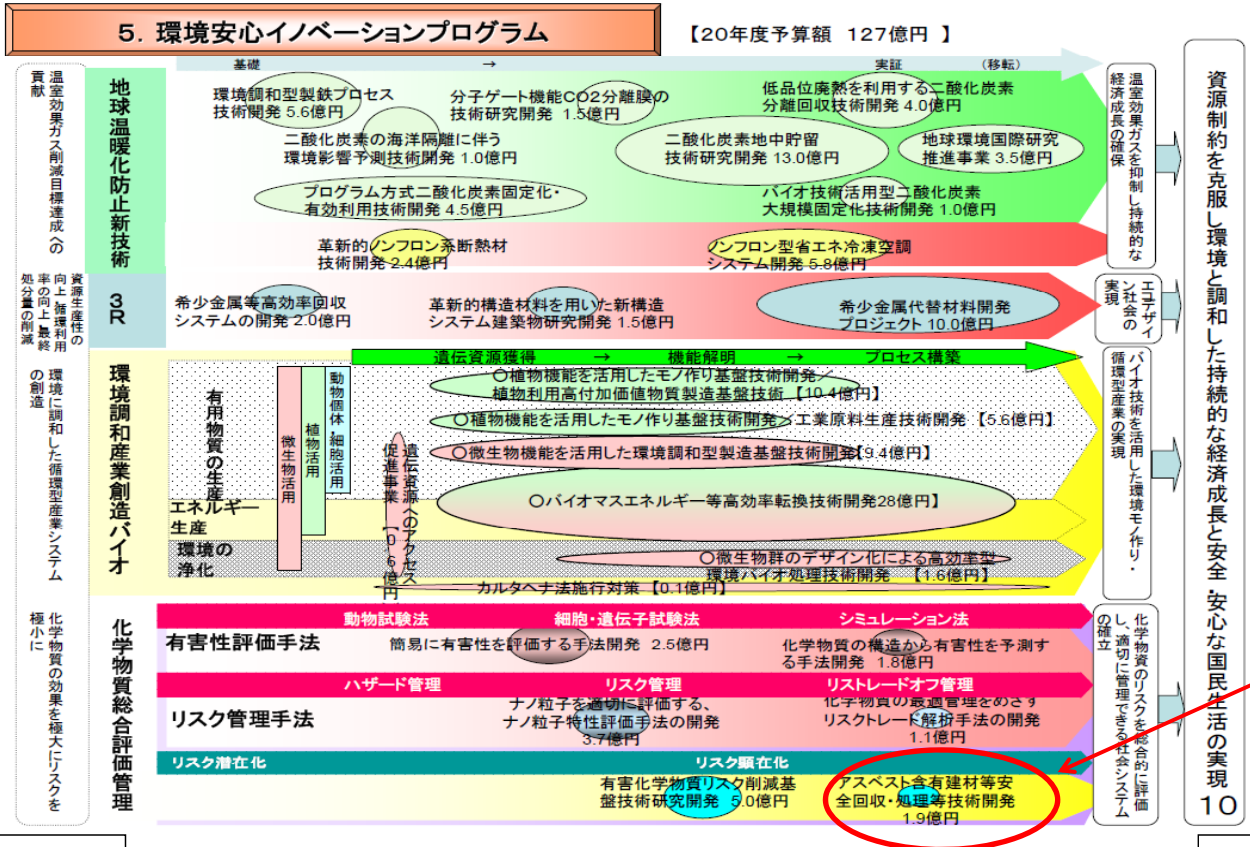 5. 環境安心イノベーションプログラム
【20年度予算額 127億円 】
基礎
→
実証
(移転)
温室効果ガス削減目標達成への
貢献
地球温暖化防止新技術
環境調和型製鉄プロセス
技術開発 5.6億円
分子ゲート機能CO2分離膜の
技術研究開発 1.5億円
低品位廃熱を利用する二酸化炭素
分離回収技術開発 4.0億円
二酸化炭素の海洋隔離に伴う
環境影響予測技術開発 1.0億円
二酸化炭素地中貯留
技術研究開発 13.0億円
地球環境国際研究
推進事業 3.5億円
プログラム方式二酸化炭素固定化・
有効利用技術開発 4.5億円
バイオ技術活用型二酸化炭素
大規模固定化技術開発 1.0億円
革新的ノンフロン系断熱材
技術開発 2.4億円
ノンフロン型省エネ冷凍空調
システム開発 5.8億円
温室効果ガスを抑制し持続的な
経済成長の確保
資源生産性の
向上、循環利用
率の向上、最終
処分量の削減
3R
希少金属等高効率回収
システムの開発 2.0億円
革新的構造材料を用いた新構造
システム建築物研究開発 1.5億円
希少金属代替材料開発
プロジェクト 10.0億円
エコデザイ
ン社会の
実現
環境に調和した循環型産業システム
の創造
環境調和産業創造バイオ
遺伝資源獲得
→
機能解明
→
プロセス構築
有用物質の生産
エネルギー
生産
環境の
浄化
微生物活用
植物活用
動物個体・細胞活用
遺伝資源へのアクセス
促進事業 【0.6億円】
〇植物機能を活用したモノ作り基盤技術開発/
植物利用高付加価値物質製造基盤技術 【10.4億円】
〇植物機能を活用したモノ作り基盤技術開発/工業原料生産技術開発 【5.6億円】
〇微生物機能を活用した環境調和型製造基盤技術開発【9.4億円】
〇バイオマスエネルギー等高効率転換技術開発28億円】
〇微生物群のデザイン化による高効率型
環境バイオ処理技術開発 【1.6億円】
カルタヘナ法施行対策 【0.1億円】
バイオ技術を活用した環境モノ作り・
循環型産業の実現
化学物質の効果を極大にリスクを
極小に
化学物質総合評価管理
動物試験法
細胞・遺伝子試験法
シミュレーション法
有害性評価手法
簡易に有害性を評価する手法開発 2.5億円
化学物質の構造から有害性を予測す
る手法開発 1.8億円
ハザード管理
リスク管理
リストレードオフ管理
リスク管理手法
ナノ粒子を適切に評価する、
ナノ粒子特性評価手法の開発
3.7億円
化学物質の最適管理をめざす
リスクトレード解析手法の開発
1.1億円
リスク潜在化
リスク顕在化
有害化学物質リスク削減基
盤技術研究開発 5.0億円
アスベスト含有建材等安
全回収・処理等技術開発
1.9億円
化学物資のリスクを総合的に評価
し、適切に管理できる社会システム
の確立
資源制約を克服し環境と調和した持続的な経済成長と安全・安心な国民生活の実現
10